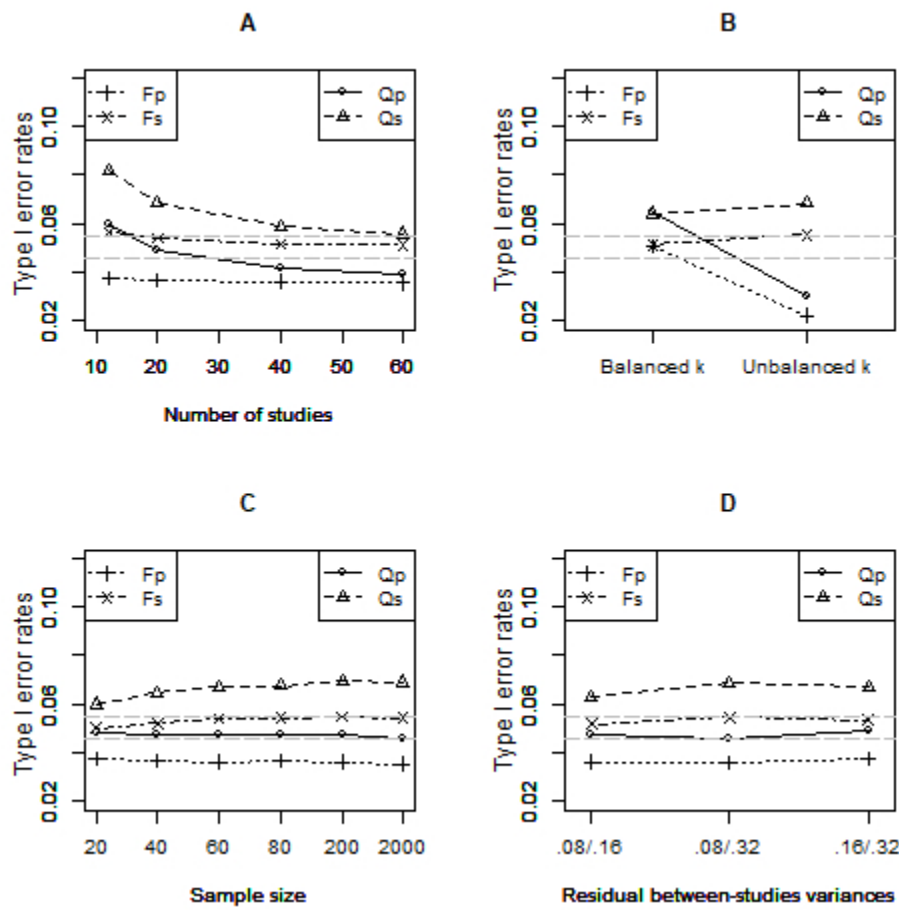 A
Type I error rates
0.10
0.06
0.02
Fp
Fs
Qp
Qs
10 20 30 40 50 60
Number of studies
B
Type I error rates
0.10
0.06
0.02
Fp
Fs
Qp
Qs
Balanced k Unbalanced k
C
Type I error rates
0.10
0.06
0.02
Fp
Fs
Qp
Qs
20 40 60 80 200 2000
Sample size
D
Type I error rates
0.10
0.06
0.02
Fp
Fs
Qp
Qs
.08/.16 .08/.32 .16/.32
Residual between-studies variances